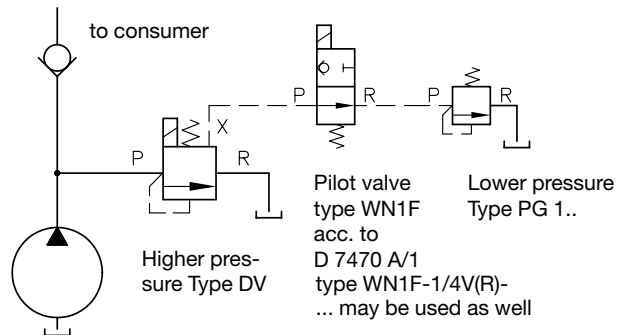 to consumer
P R X P R P R
Higher pres-
sure Type DV
Pilot valve
type WN1F
acc. to
D 7470 A/1
type WN1F-1/4V(R)-
... may be used as well
Lower pressure
Type PG 1..